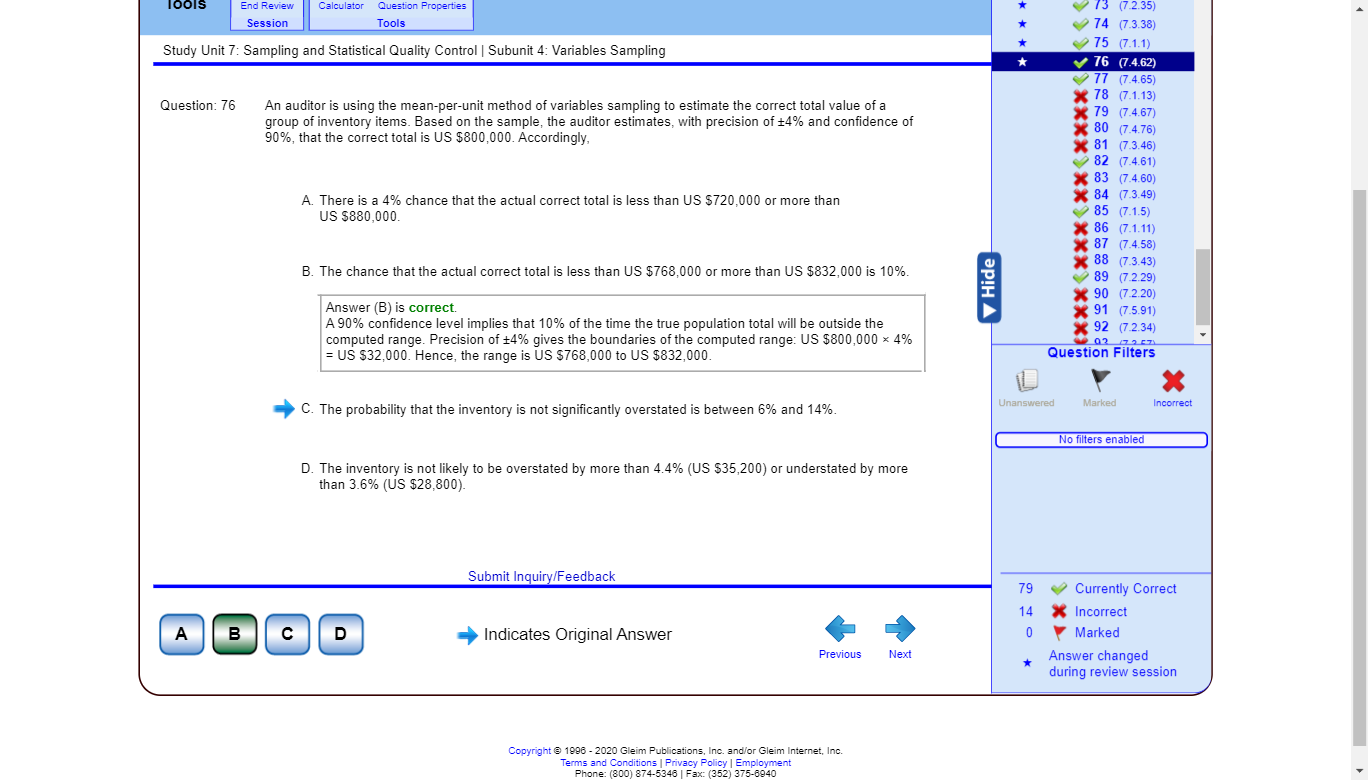 Tools
End Review
Session
Calculator Question Properties
Tools
Study Unit 7: Sampling and Statistical Quality Control | Subunit 4: Variables Sampling
Question: 76
An auditor is using the mean-per-unit method of variables sampling to estimate the correct total value of a
group of inventory items. Based on the sample, the auditor estimates, with precision of ±4% and confidence of
90%, that the correct total is US $800,000. Accordingly,
A. There is a 4% chance that the actual correct total is less than US $720,000 or more than
US $880,000.
B. The chance that the actual correct total is less than US $768,000 or more than US $832,000 is 10%.
Answer (B) is correct.
A 90% confidence level implies that 10% of the time the true population total will be outside the
computed range. Precision of ±4% gives the boundaries of the computed range: US $800,000 × 4%
= US $32,000. Hence, the range is US $768,000 to US $832,000.
C. The probability that the inventory is not significantly overstated is between 6% and 14%.
D. The inventory is not likely to be overstated by more than 4.4% (US $35,200) or understated by more
than 3.6% (US $28,800).
Submit Inquiry/Feedback
A B C D
Indicates Original Answer
Previous Next
73 (7.2.35)
74 (7.3.38)
75 (7.1.1)
76 (7.4.62)
77 (7.4.65)
78 (7.1.13)
79 (7.4.67)
80 (7.4.76)
81 (7.3.46)
82 (7.4.61)
83 (7.4.60)
84 (7.3.49)
85 (7.1.5)
86 (7.1.11)
87 (7.4.58)
88 (7.3.43)
89 (7.2.29)
90 (7.2.20)
91 (7.5.91)
92 (7.2.34)
93 (7.3.57)
Hide
Question Filters
Unanswered Marked Incorrect
No filters enabled
79 Currently Correct
14 Incorrect
0 Marked
Answer changed
during review session
Copyright © 1996 - 2020 Gleim Publications, Inc. and/or Gleim Internet, Inc.
Terms and Conditions | Privacy Policy | Employment
Phone: (800) 874-5346 | Fax: (352) 375-6940